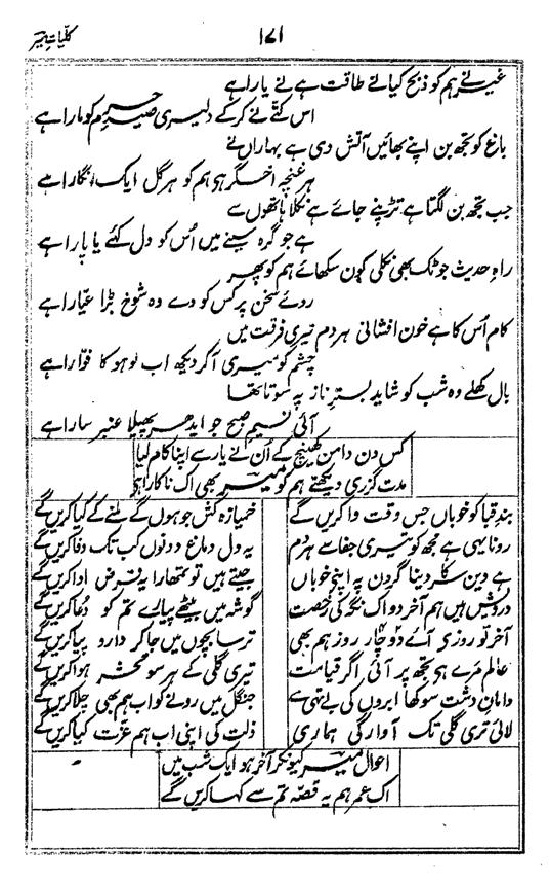 کلیاتِ میر
۱۷۱
غیر نے ہم کو ذبح کیا نے طاقت ہے نے یارا ہے
اس کتے نے کرکے دلیری صیدِ حرم کو مارا ہے
باغ کو تجھ بن اپنے بھائیں آتش دی ہے بہاراں نے
ہر غنچہ اخگر ہی ہم کو ہر گل ایک انگارا ہے
جب تجھ بن لگتا ہے تڑپنے جائے ہے نکلا ہاتھوں سے
ہے جو گرہ سینے میں اُس کو دل کہئے یا پارا ہے
راہِ حدیث جو ٹک بھی نکلی کون سکھائے ہم کو پھر
روئے سخن پر کس کو دے وہ شوخ بڑا عیّارا ہے
کام اُس کا ہے خون افشانی ہر دم تیری فرقت میں
چشم کو میری آکر دیکھ اب لوہو کا فوّارا ہے
بال کھلے وہ شب کو شاید بسترِ ناز پہ سوتا تھا
آئی نسیمِ صبح جو ایدھر پھیلا عنبر سارا ہے
کس دن دامن کھینچ کے اُن نے یار سے اپنا کام لیا
مدت گزری دیکھتے ہم کو میر بھی اک ناکارا ہے
بندِ قبا کو خوباں جس وقت وا کریں گے خمیازہ کش جو ہوں گے ملنے کے کیا کریں گے
رونا یہی ہے مجھ کو تیری جفا سے ہر دم یہ دل و دماغ دونوں کب تک وفا کریں گے
ہے دین سر کا دینا گردن پہ اپنے خوباں جیتے ہیں تو تمھارا یہ قرض ادا کریں گے
درویش ہیں ہم آخر دو اک نگہ کی رخصت گوشہ میں بیٹھے پیارے تم کو دعا کریں گے
آخر تو روزی آئے دو چار روز ہم بھی ترسا بچوں میں جاکر دارو پیا کریں گے
عالم مرے ہے تجھ پر آئی اگر قیامت تیری گلی کے ہر سو محشر ہوا کریں گے
دامانِ دشت سوکھا ابروں کی بے تہی سے جنگل میں رونے کو اب ہم بھی چلا کریں گے
لائی تری گلی تک آوارگی ہماری ذلت کی اپنی اب ہم عزّت کیا کریں گے
احوال میر کیونکر آخر ہو ایک شب میں
اک عمر ہم یہ قصّہ تم سے کہا کریں گے